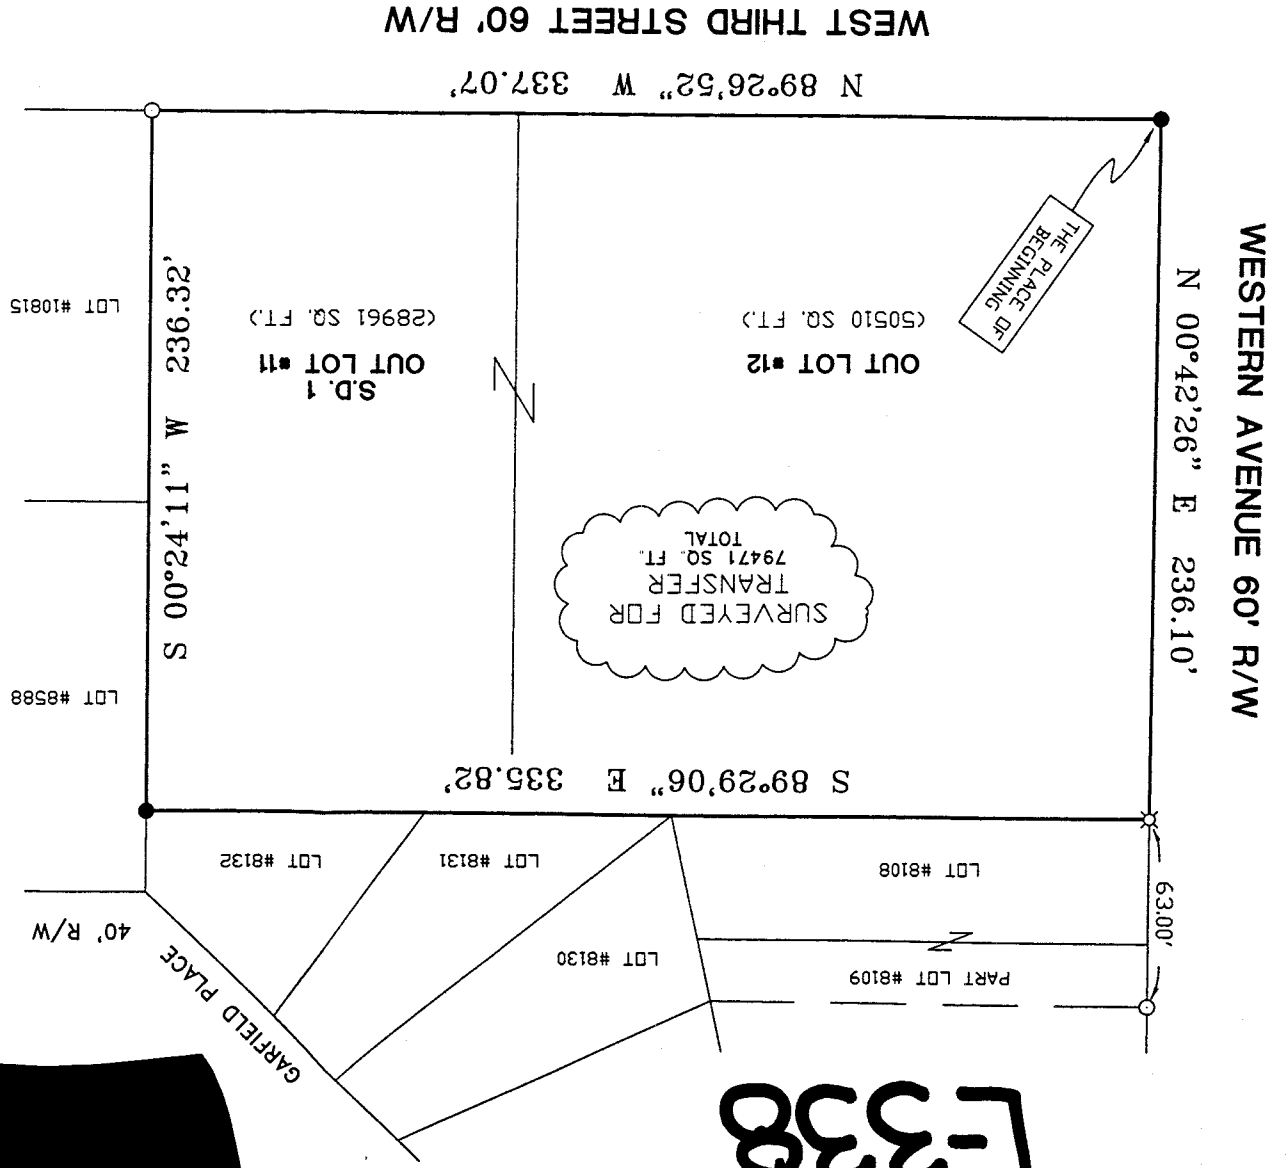 L-338
GARFIELD PLACE
40' R/W
PART LOT #8109
LOT #8130
63.00'
LOT #8108
LOT #8131
LOT #8132
S 89°29'06" E 335.82'
LOT #8588
SURVEYED FOR
TRANSFER
79471 SQ. FT.
TOTAL
WESTERN AVENUE 60' R/W
N 00°42'26" E 236.10'
S 00°24'11" W 236.32'
OUT LOT #12
(50510 SQ. FT.)
S.D. 1
OUT LOT #11
(28961 SQ. FT.)
LOT #10815
THE PLACE OF
BEGINNING
N 89°26'52" W 337.07'
WEST THIRD STREET 60' R/W